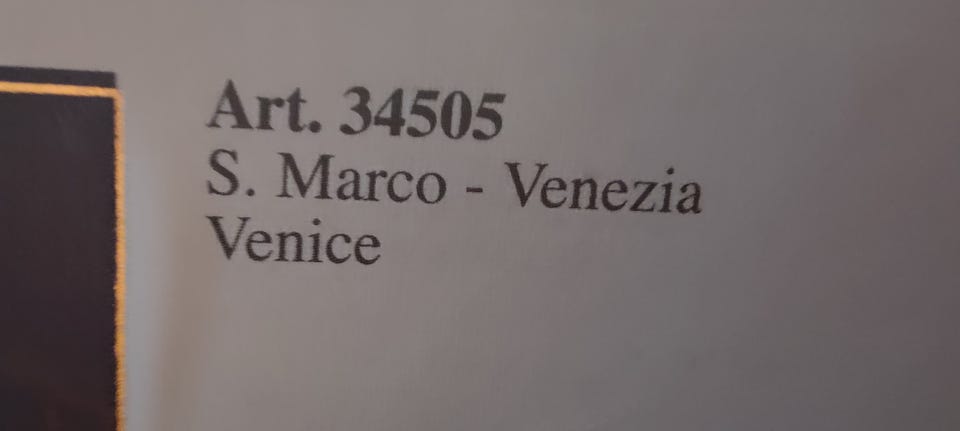 Art. 34505
S. Marco - Venezia
Venice